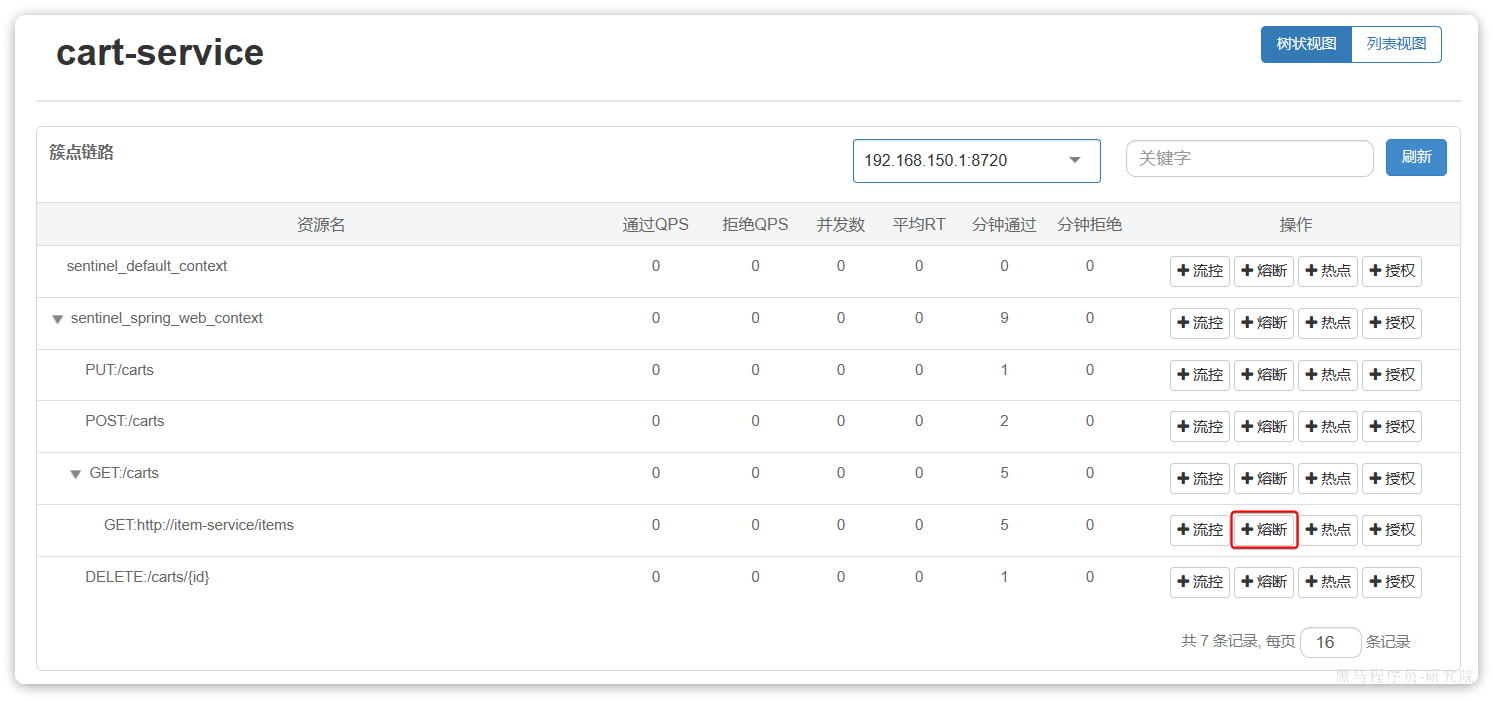 cart-service
树状视图 列表视图
簇点链路 192.168.150.1:8720 关键字 刷新
资源名 通过QPS 拒绝QPS 并发数 平均RT 分钟通过 分钟拒绝 操作
sentinel_default_context 0 0 0 0 0 0 +流控 +熔断 +热点 +授权
sentinel_spring_web_context 0 0 0 0 9 0 +流控 +熔断 +热点 +授权
PUT:/carts 0 0 0 0 1 0 +流控 +熔断 +热点 +授权
POST:/carts 0 0 0 0 2 0 +流控 +熔断 +热点 +授权
GET:/carts 0 0 0 0 5 0 +流控 +熔断 +热点 +授权
GET:http://item-service/items 0 0 0 0 5 0 +流控 +熔断 +热点 +授权
DELETE:/carts/{id} 0 0 0 0 1 0 +流控 +熔断 +热点 +授权
共 7 条记录, 每页 16 条记录
黑马程序员-研究院